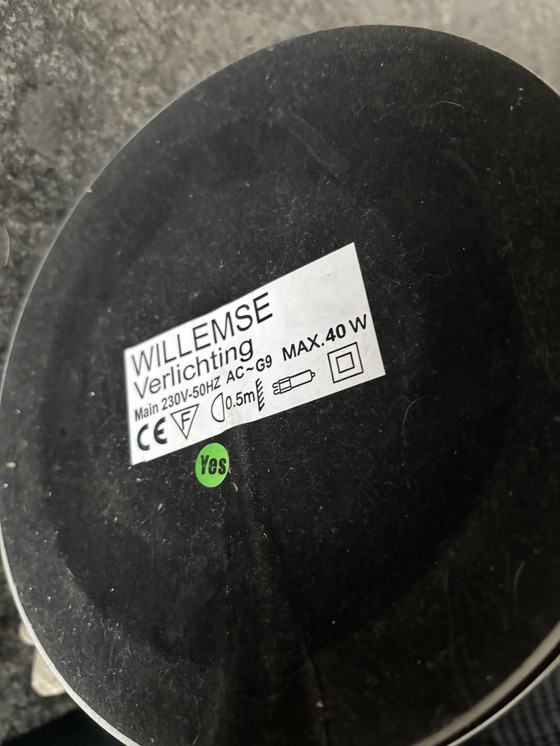 WILLEMSE
Verlichting
Main 230V-50HZ AC~G9 MAX.40 W
CE F 0.5m
Yes